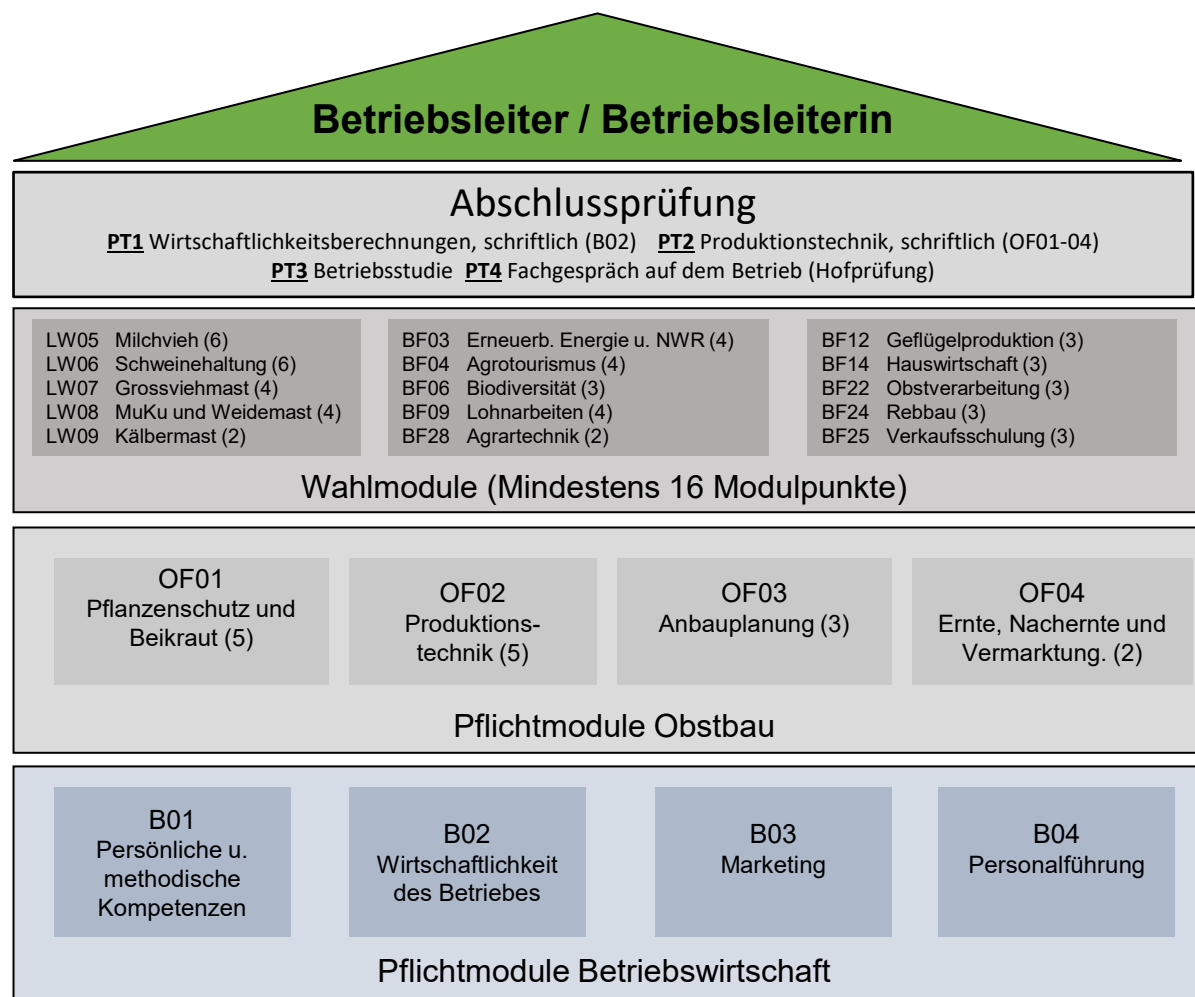 Betriebsleiter / Betriebsleiterin
Abschlussprüfung
PT1 Wirtschaftlichkeitsberechnungen, schriftlich (B02) PT2 Produktionstechnik, schriftlich (OF01-04)
PT3 Betriebsstudie PT4 Fachgespräch auf dem Betrieb (Hofprüfung)
LW05 Milchvieh (6)
LW06 Schweinehaltung (6)
LW07 Grossviehmast (4)
LW08 MuKu und Weidemast (4)
LW09 Kälbermast (2)
BF03 Erneuerb. Energie u. NWR (4)
BF04 Agrotourismus (4)
BF06 Biodiversität (3)
BF09 Lohnarbeiten (4)
BF28 Agrartechnik (2)
BF12 Geflügelproduktion (3)
BF14 Hauswirtschaft (3)
BF22 Obstverarbeitung (3)
BF24 Rebbau (3)
BF25 Verkaufsschulung (3)
Wahlmodule (Mindestens 16 Modulpunkte)
OF01
Pflanzenschutz und
Beikraut (5)
OF02
Produktions-
technik (5)
OF03
Anbauplanung (3)
OF04
Ernte, Nachernte und
Vermarktung. (2)
Pflichtmodule Obstbau
B01
Persönliche u.
methodische
Kompetenzen
B02
Wirtschaftlichkeit
des Betriebes
B03
Marketing
B04
Personalführung
Pflichtmodule Betriebswirtschaft